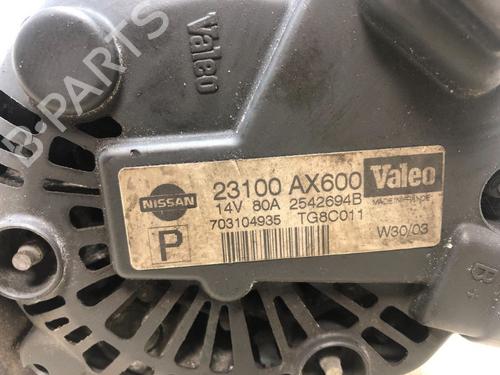 B-PARTS
Valeo
NISSAN
23100 AX600
Valeo
14V 80A 2542694B
MADE IN FRANCE
703104935 TG8C011
P
W30/03
B
+